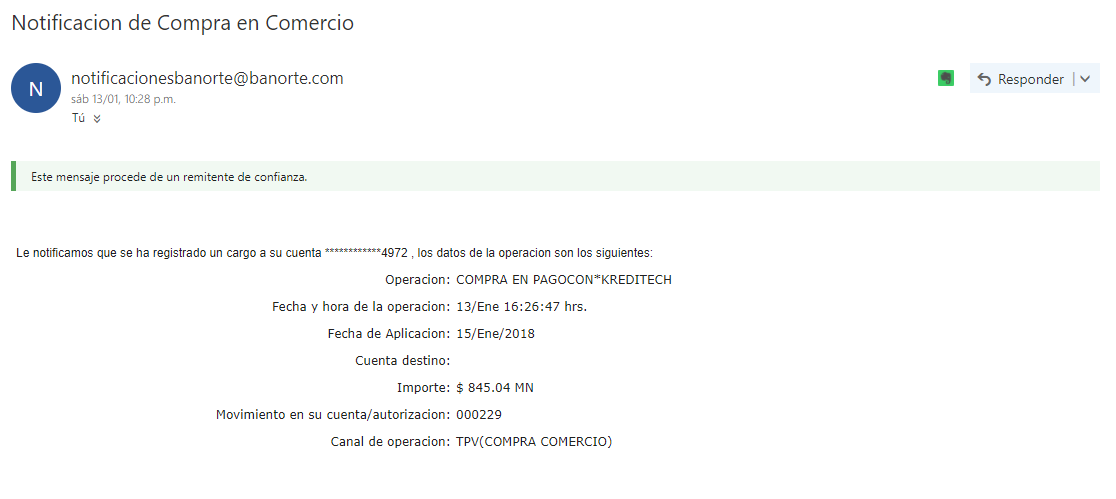 Notificacion de Compra en Comercio
N
notificacionesbanorte@banorte.com
Responder
sáb 13/01, 10:28 p.m.
Tú
Este mensaje procede de un remitente de confianza.
Le notificamos que se ha registrado un cargo a su cuenta ************4972 , los datos de la operacion son los siguientes:
Operacion: COMPRA EN PAGOCON*KREDITECH
Fecha y hora de la operacion: 13/Ene 16:26:47 hrs.
Fecha de Aplicacion: 15/Ene/2018
Cuenta destino:
Importe: $ 845.04 MN
Movimiento en su cuenta/autorizacion: 000229
Canal de operacion: TPV(COMPRA COMERCIO)